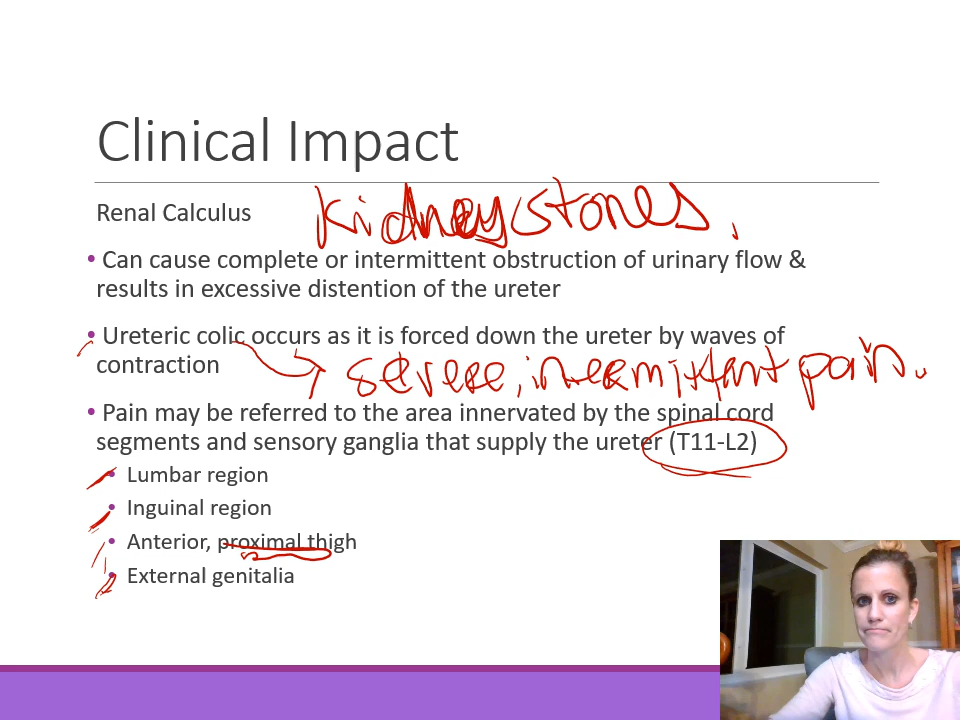 Clinical Impact
Renal Calculus
kidney stones.
• Can cause complete or intermittent obstruction of urinary flow &
results in excessive distention of the ureter
• Ureteric colic occurs as it is forced down the ureter by waves of
contraction
severe, intermittant pain.
• Pain may be referred to the area innervated by the spinal cord
segments and sensory ganglia that supply the ureter (T11-L2)
• Lumbar region
• Inguinal region
• Anterior, proximal thigh
• External genitalia